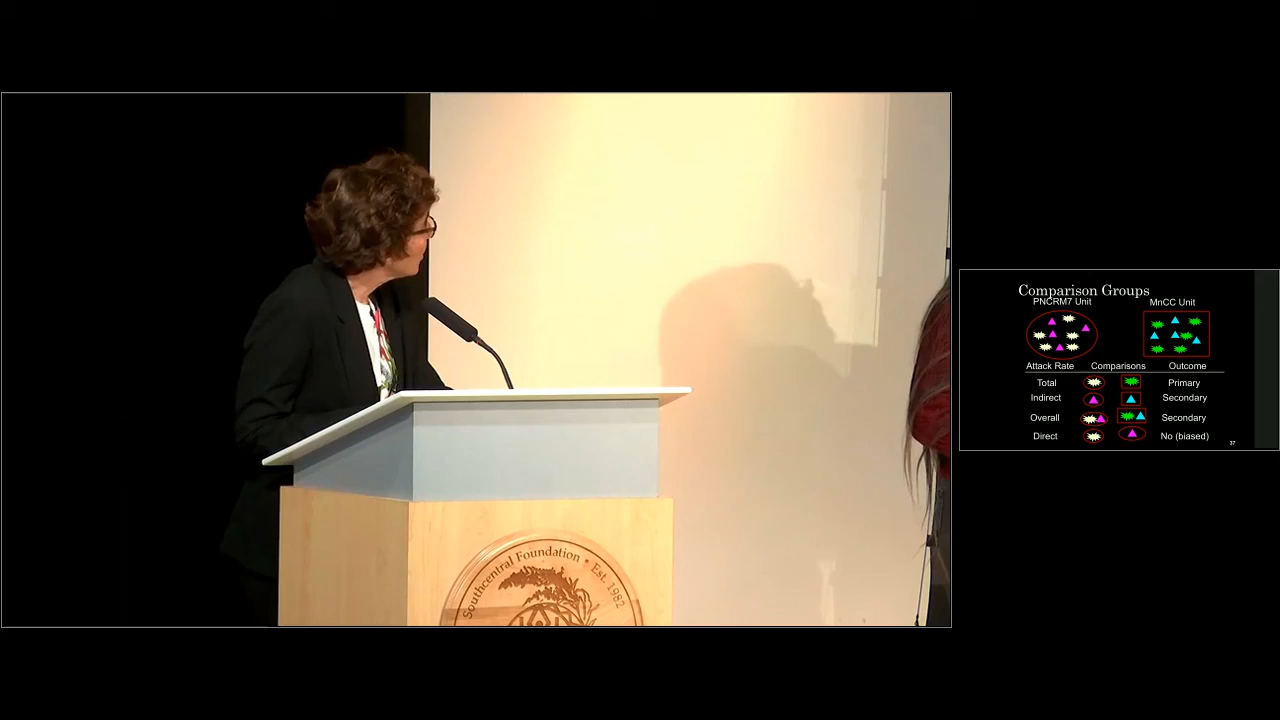 Southcentral Foundation • Est. 1982
Comparison Groups
PNCRM7 Unit MnCC Unit
Attack Rate Comparisons Outcome
Total Primary
Indirect Secondary
Overall Secondary
Direct No (biased)
37